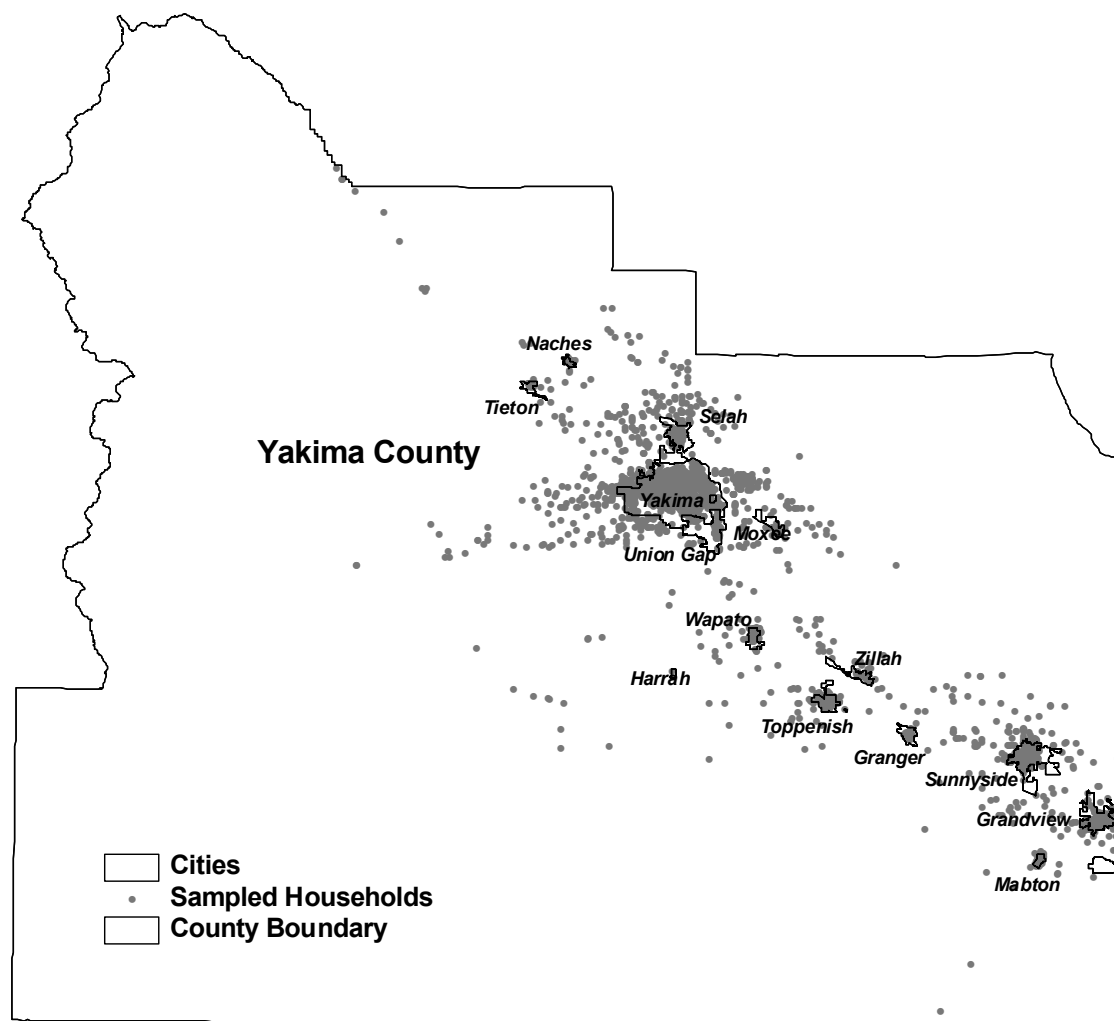 Naches
Tieton
Selah
Yakima County
Yakima
Moxee
Union Gap
Wapato
Zillah
Harrah
Toppenish
Granger
Sunnyside
Grandview
Mabton
Cities
Sampled Households
County Boundary